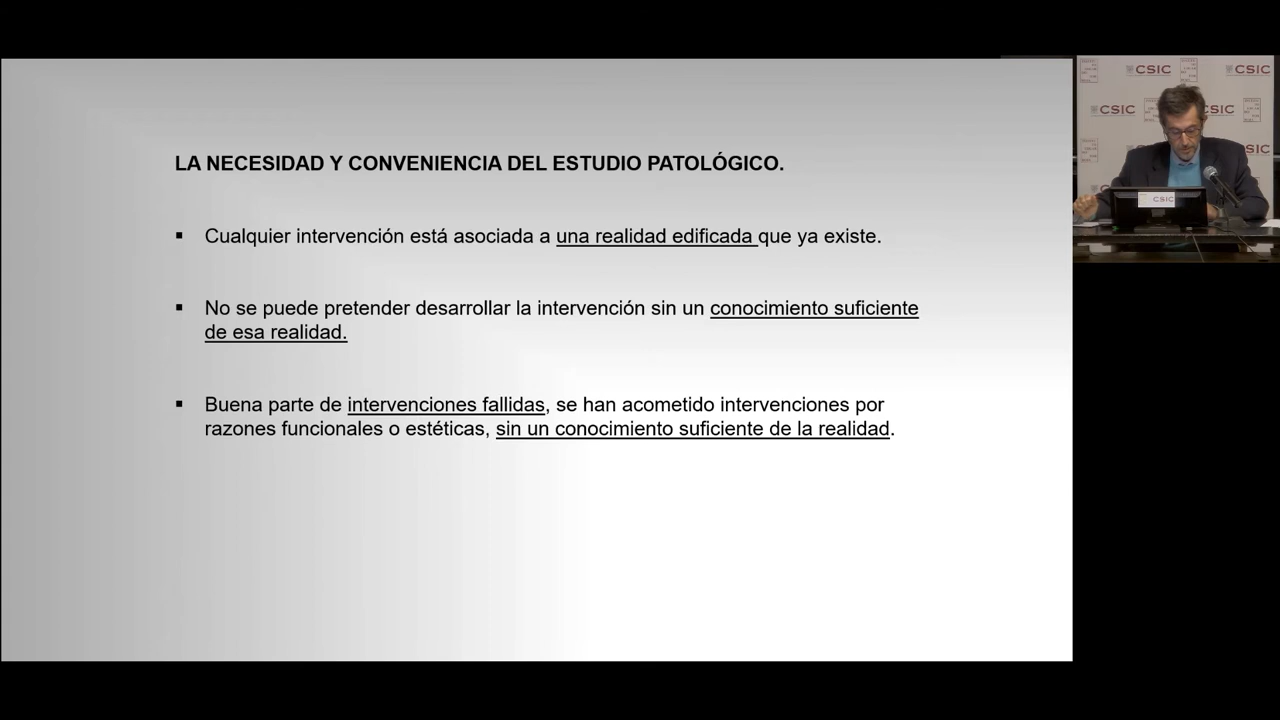 LA NECESIDAD Y CONVENIENCIA DEL ESTUDIO PATOLÓGICO.
▪ Cualquier intervención está asociada a una realidad edificada que ya existe.
▪ No se puede pretender desarrollar la intervención sin un conocimiento suficiente
de esa realidad.
▪ Buena parte de intervenciones fallidas, se han acometido intervenciones por
razones funcionales o estéticas, sin un conocimiento suficiente de la realidad.
CSIC
CSIC
CSIC
CSIC
CSIC
CSIC